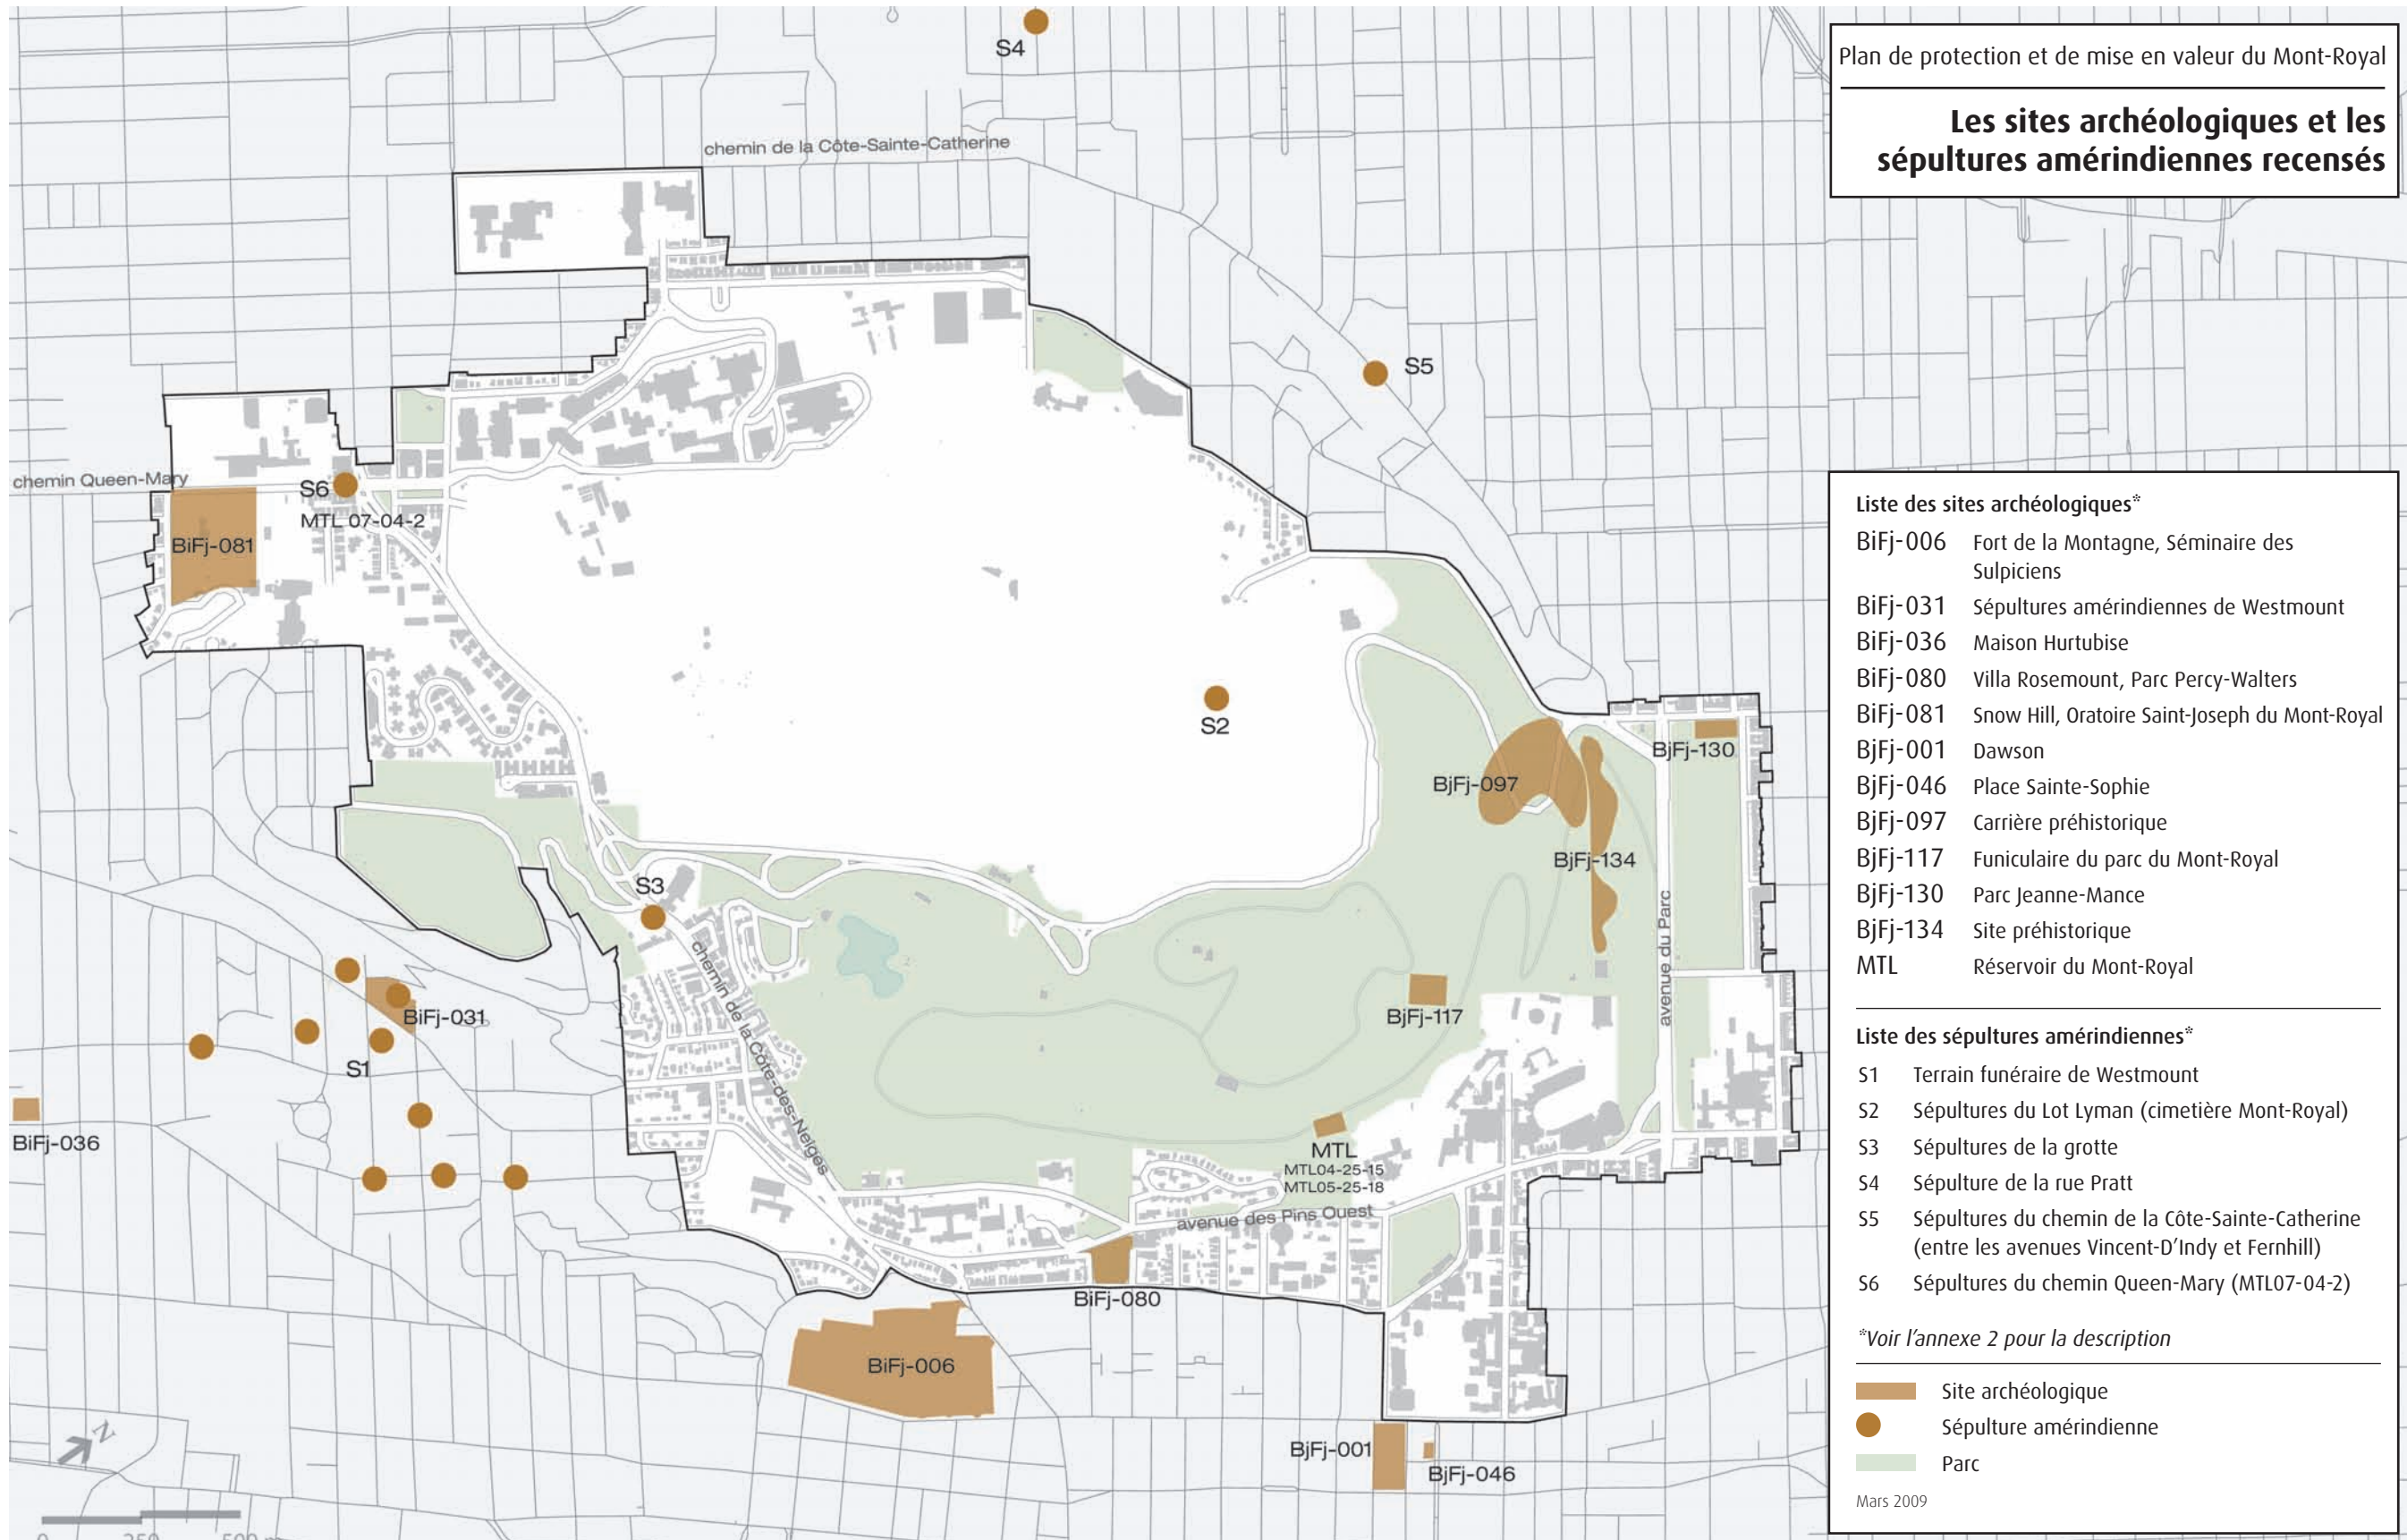 Plan de protection et de mise en valeur du Mont-Royal
Les sites archéologiques et les
sépultures amérindiennes recensés
S4
chemin de la Côte-Sainte-Catherine
S5
chemin Queen-Mary
S6
MTL 07-04-2
BiFj-081
S2
BjFj-130
BjFj-097
BjFj-134
S3
avenue du Parc
chemin de la Côte-des-Neiges
BiFj-031
BjFj-117
S1
BiFj-036
MTL
MTL04-25-15
MTL05-25-18
avenue des Pins Ouest
BiFj-080
BiFj-006
BjFj-001
BjFj-046
N
0 250 500 m
Liste des sites archéologiques*
BiFj-006 Fort de la Montagne, Séminaire des
Sulpiciens
BiFj-031 Sépultures amérindiennes de Westmount
BiFj-036 Maison Hurtubise
BiFj-080 Villa Rosemount, Parc Percy-Walters
BiFj-081 Snow Hill, Oratoire Saint-Joseph du Mont-Royal
BjFj-001 Dawson
BjFj-046 Place Sainte-Sophie
BjFj-097 Carrière préhistorique
BjFj-117 Funiculaire du parc du Mont-Royal
BjFj-130 Parc Jeanne-Mance
BjFj-134 Site préhistorique
MTL Réservoir du Mont-Royal
Liste des sépultures amérindiennes*
S1 Terrain funéraire de Westmount
S2 Sépultures du Lot Lyman (cimetière Mont-Royal)
S3 Sépultures de la grotte
S4 Sépulture de la rue Pratt
S5 Sépultures du chemin de la Côte-Sainte-Catherine
(entre les avenues Vincent-D'Indy et Fernhill)
S6 Sépultures du chemin Queen-Mary (MTL07-04-2)
*Voir l'annexe 2 pour la description
Site archéologique
Sépulture amérindienne
Parc
Mars 2009